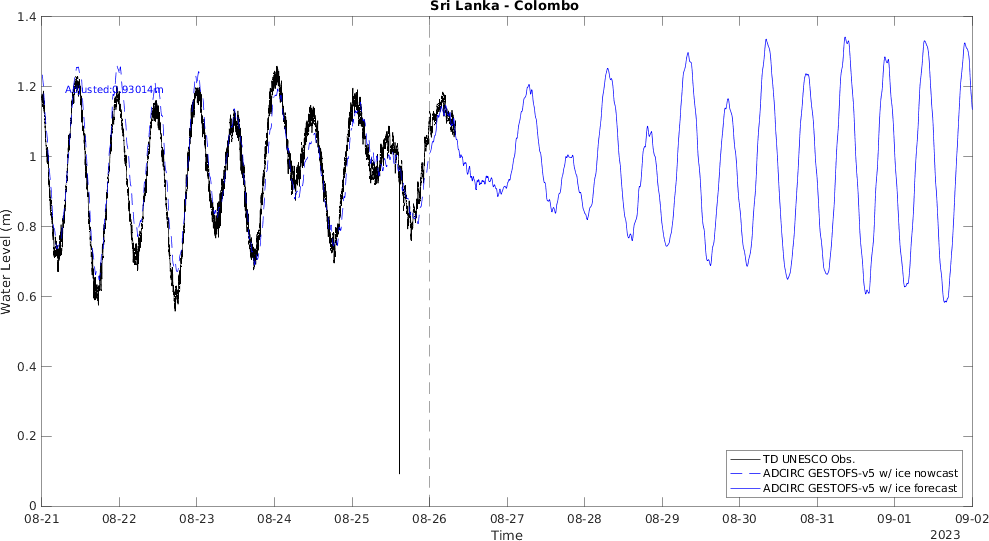 Sri Lanka - Colombo
1.4
1.2
1
0.8
0.6
0.4
0.2
0
Water Level (m)
Adjusted:0.93014m
TD UNESCO Obs.
ADCIRC GESTOFS-v5 w/ ice nowcast
ADCIRC GESTOFS-v5 w/ ice forecast
08-21 08-22 08-23 08-24 08-25 08-26 08-27 08-28 08-29 08-30 08-31 09-01 09-02
Time
2023